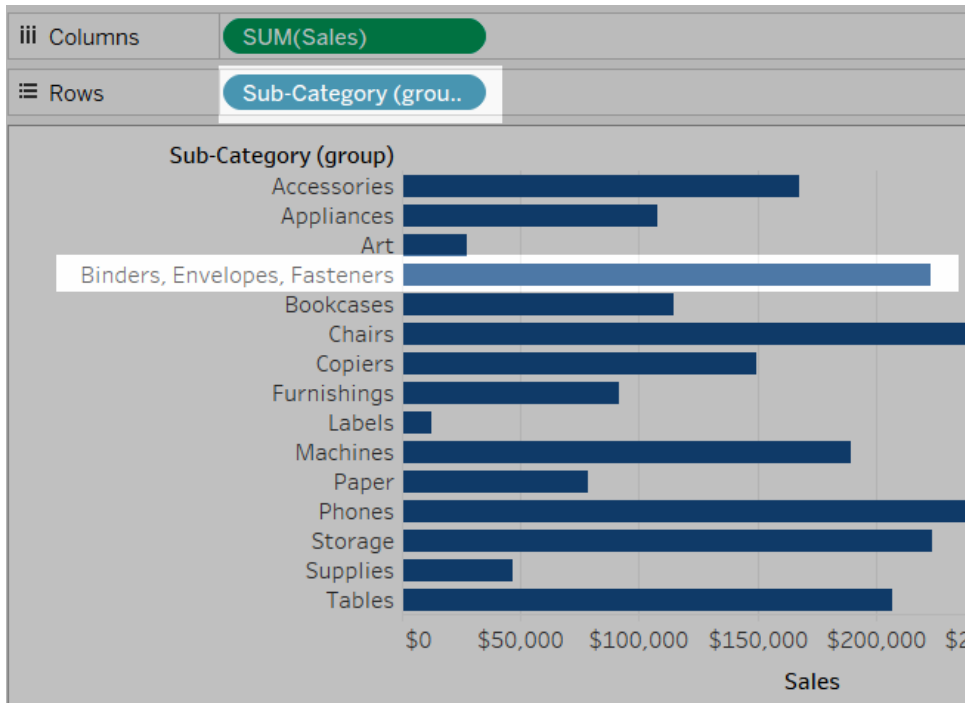 Columns
SUM(Sales)
Rows
Sub-Category (grou..
Sub-Category (group)
Accessories
Appliances
Art
Binders, Envelopes, Fasteners
Bookcases
Chairs
Copiers
Furnishings
Labels
Machines
Paper
Phones
Storage
Supplies
Tables
$0 $50,000 $100,000 $150,000 $200,000
Sales